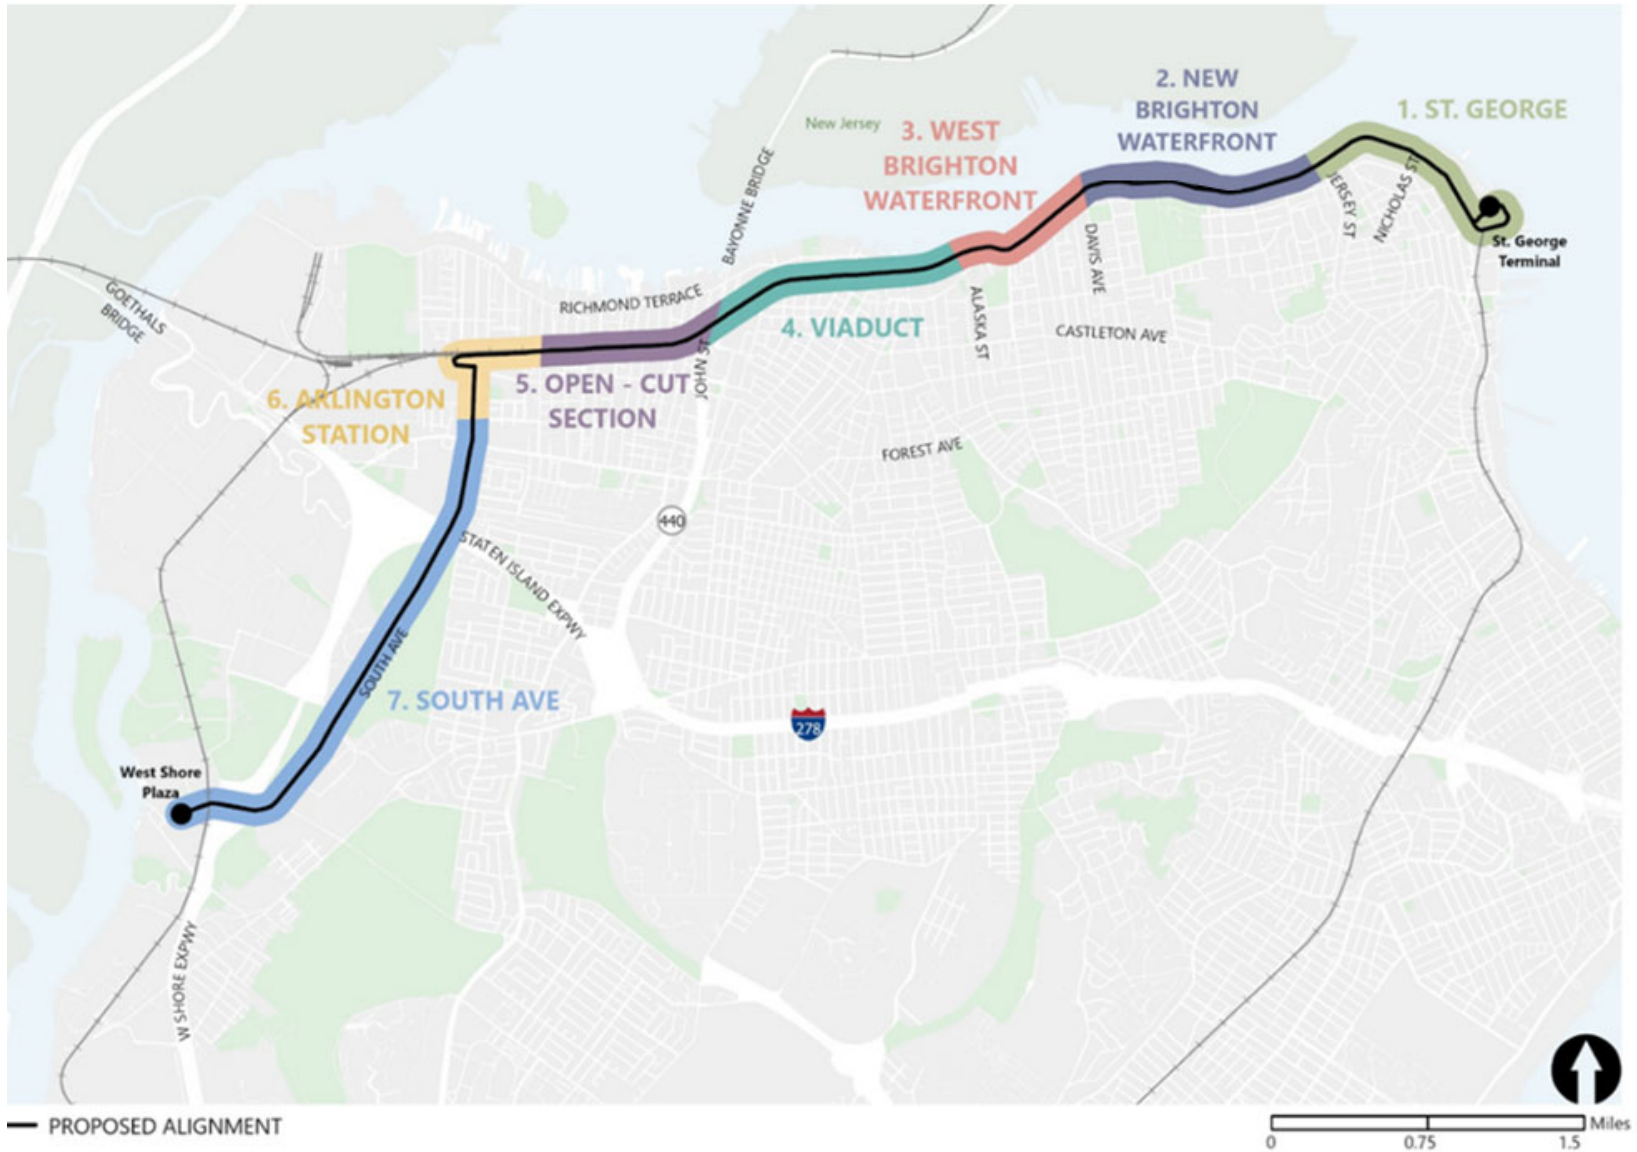 2. NEW
BRIGHTON
WATERFRONT
1. ST. GEORGE
New Jersey
3. WEST
BRIGHTON
WATERFRONT
BAYONNE BRIDGE
JERSEY ST
NICHOLAS ST
St. George
Terminal
DAVIS AVE
GOETHALS
BRIDGE
RICHMOND TERRACE
4. VIADUCT
ALASKA ST
CASTLETON AVE
JOHN ST
5. OPEN - CUT
SECTION
6. ARLINGTON
STATION
FOREST AVE
440
STATEN ISLAND EXPWY
SOUTH AVE
7. SOUTH AVE
278
West Shore
Plaza
W SHORE EXPWY
PROPOSED ALIGNMENT
Miles
0 0.75 1.5